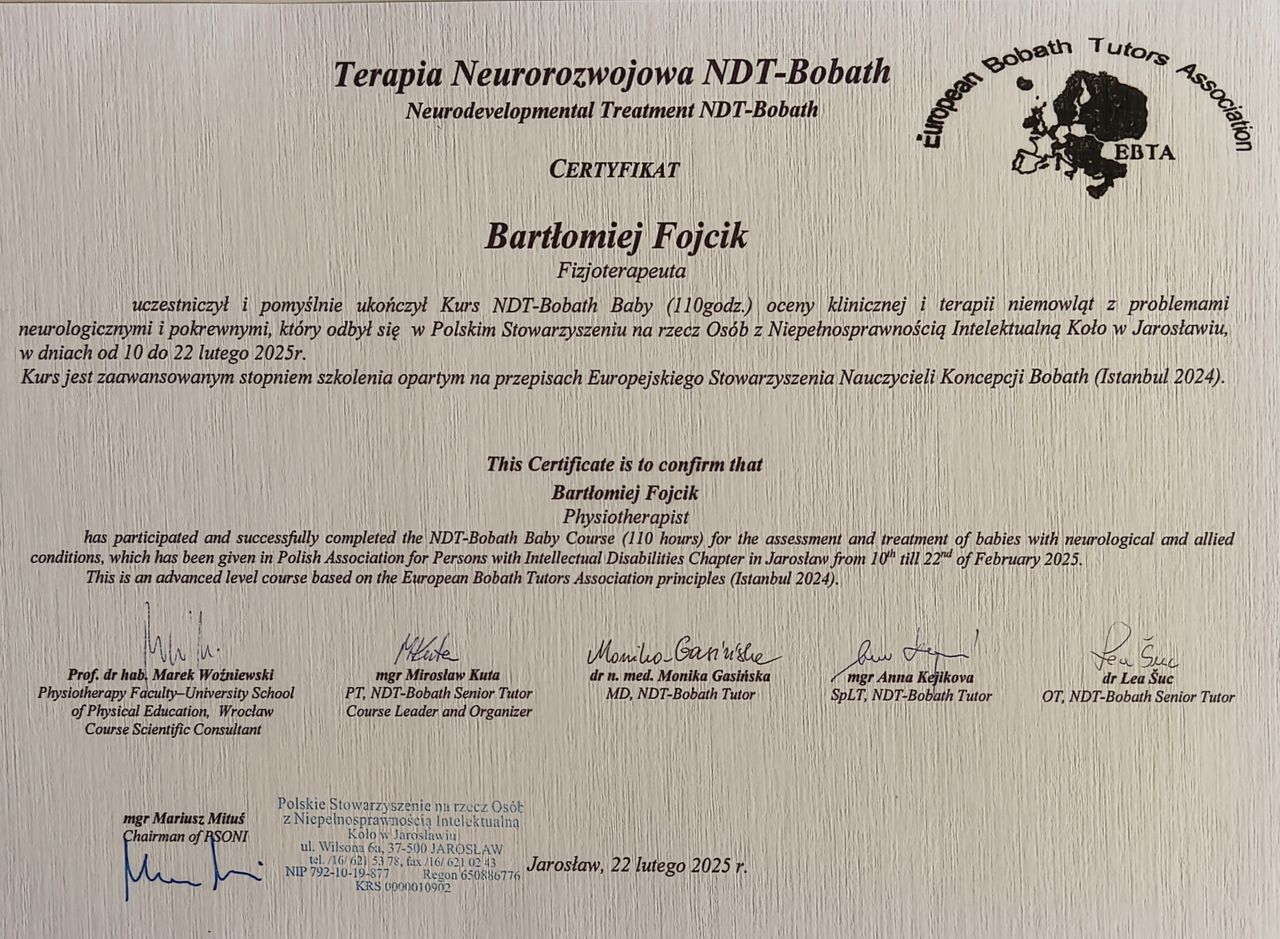 European Bobath Tutors Association
EBTA
Terapia Neurorozwojowa NDT-Bobath
Neurodevelopmental Treatment NDT-Bobath
CERTYFIKAT
Bartłomiej Fojcik
Fizjoterapeuta
uczestniczył i pomyślnie ukończył Kurs NDT-Bobath Baby (110godz.) oceny klinicznej i terapii niemowląt z problemami
neurologicznymi i pokrewnymi, który odbył się w Polskim Stowarzyszeniu na rzecz Osób z Niepełnosprawnością Intelektualną Koło w Jarosławiu,
w dniach od 10 do 22 lutego 2025r.
Kurs jest zaawansowanym stopniem szkolenia opartym na przepisach Europejskiego Stowarzyszenia Nauczycieli Koncepcji Bobath (Istanbul 2024).
This Certificate is to confirm that
Bartłomiej Fojcik
Physiotherapist
has participated and successfully completed the NDT-Bobath Baby Course (110 hours) for the assessment and treatment of babies with neurological and allied
conditions, which has been given in Polish Association for Persons with Intellectual Disabilities Chapter in Jarosław from 10th till 22nd of February 2025.
This is an advanced level course based on the European Bobath Tutors Association principles (Istanbul 2024).
MKuta
Monika Gasińska
Lea Šuc
Prof. dr hab. Marek Woźniewski
Physiotherapy Faculty–University School
of Physical Education, Wrocław
Course Scientific Consultant
mgr Mirosław Kuta
PT, NDT-Bobath Senior Tutor
Course Leader and Organizer
dr n. med. Monika Gasińska
MD, NDT-Bobath Tutor
mgr Anna Kejikova
SpLT, NDT-Bobath Tutor
dr Lea Šuc
OT, NDT-Bobath Senior Tutor
mgr Mariusz Mituś
Chairman of PSONI
Polskie Stowarzyszenie na rzecz Osób
z Niepełnosprawnością Intelektualną
Koło w Jarosławiu
ul. Wilsona 6a, 37-500 JAROSŁAW
tel. /16/ 621 53 78, fax /16/ 621 02 43
NIP 792-10-19-877 Regon 650886776
KRS 0000010902
Jarosław, 22 lutego 2025 r.